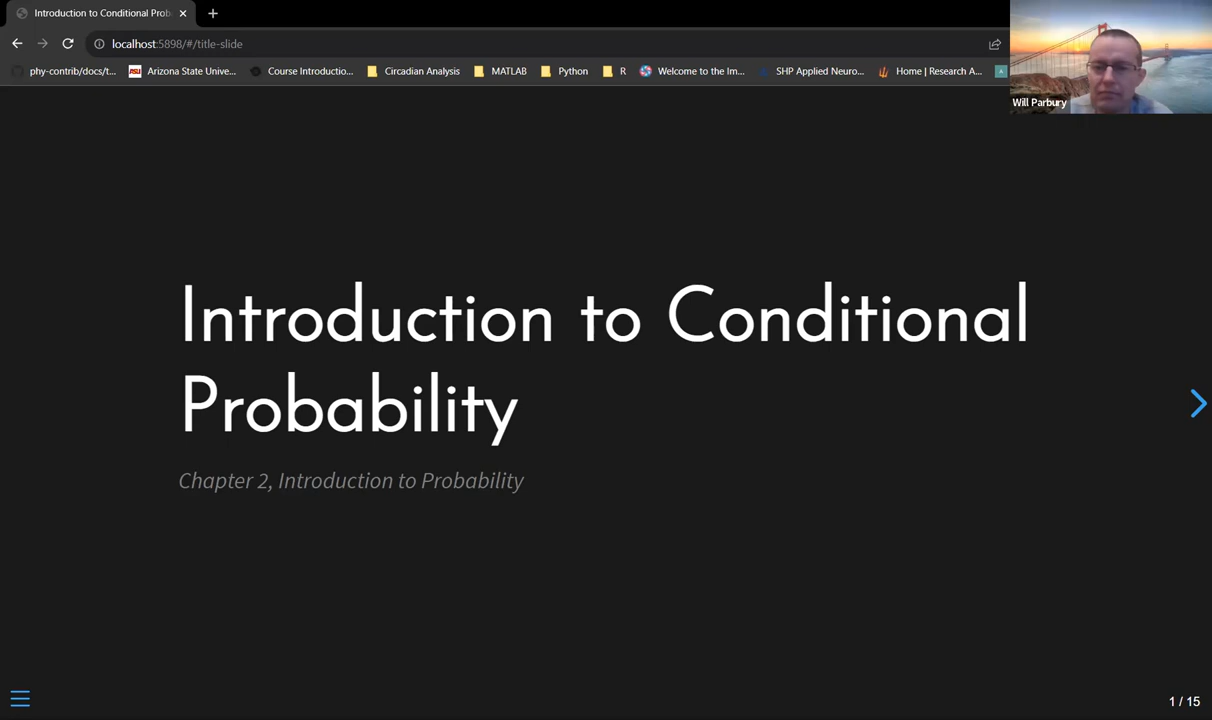 Introduction to Conditional Prob
localhost:5898/#/title-slide
phy-contrib/docs/t...
Arizona State Unive...
Course Introductio...
Circadian Analysis
MATLAB
Python
R
Welcome to the Im...
SHP Applied Neuro...
Home | Research A...
Will Parbury
Introduction to Conditional
Probability
Chapter 2, Introduction to Probability
1 / 15